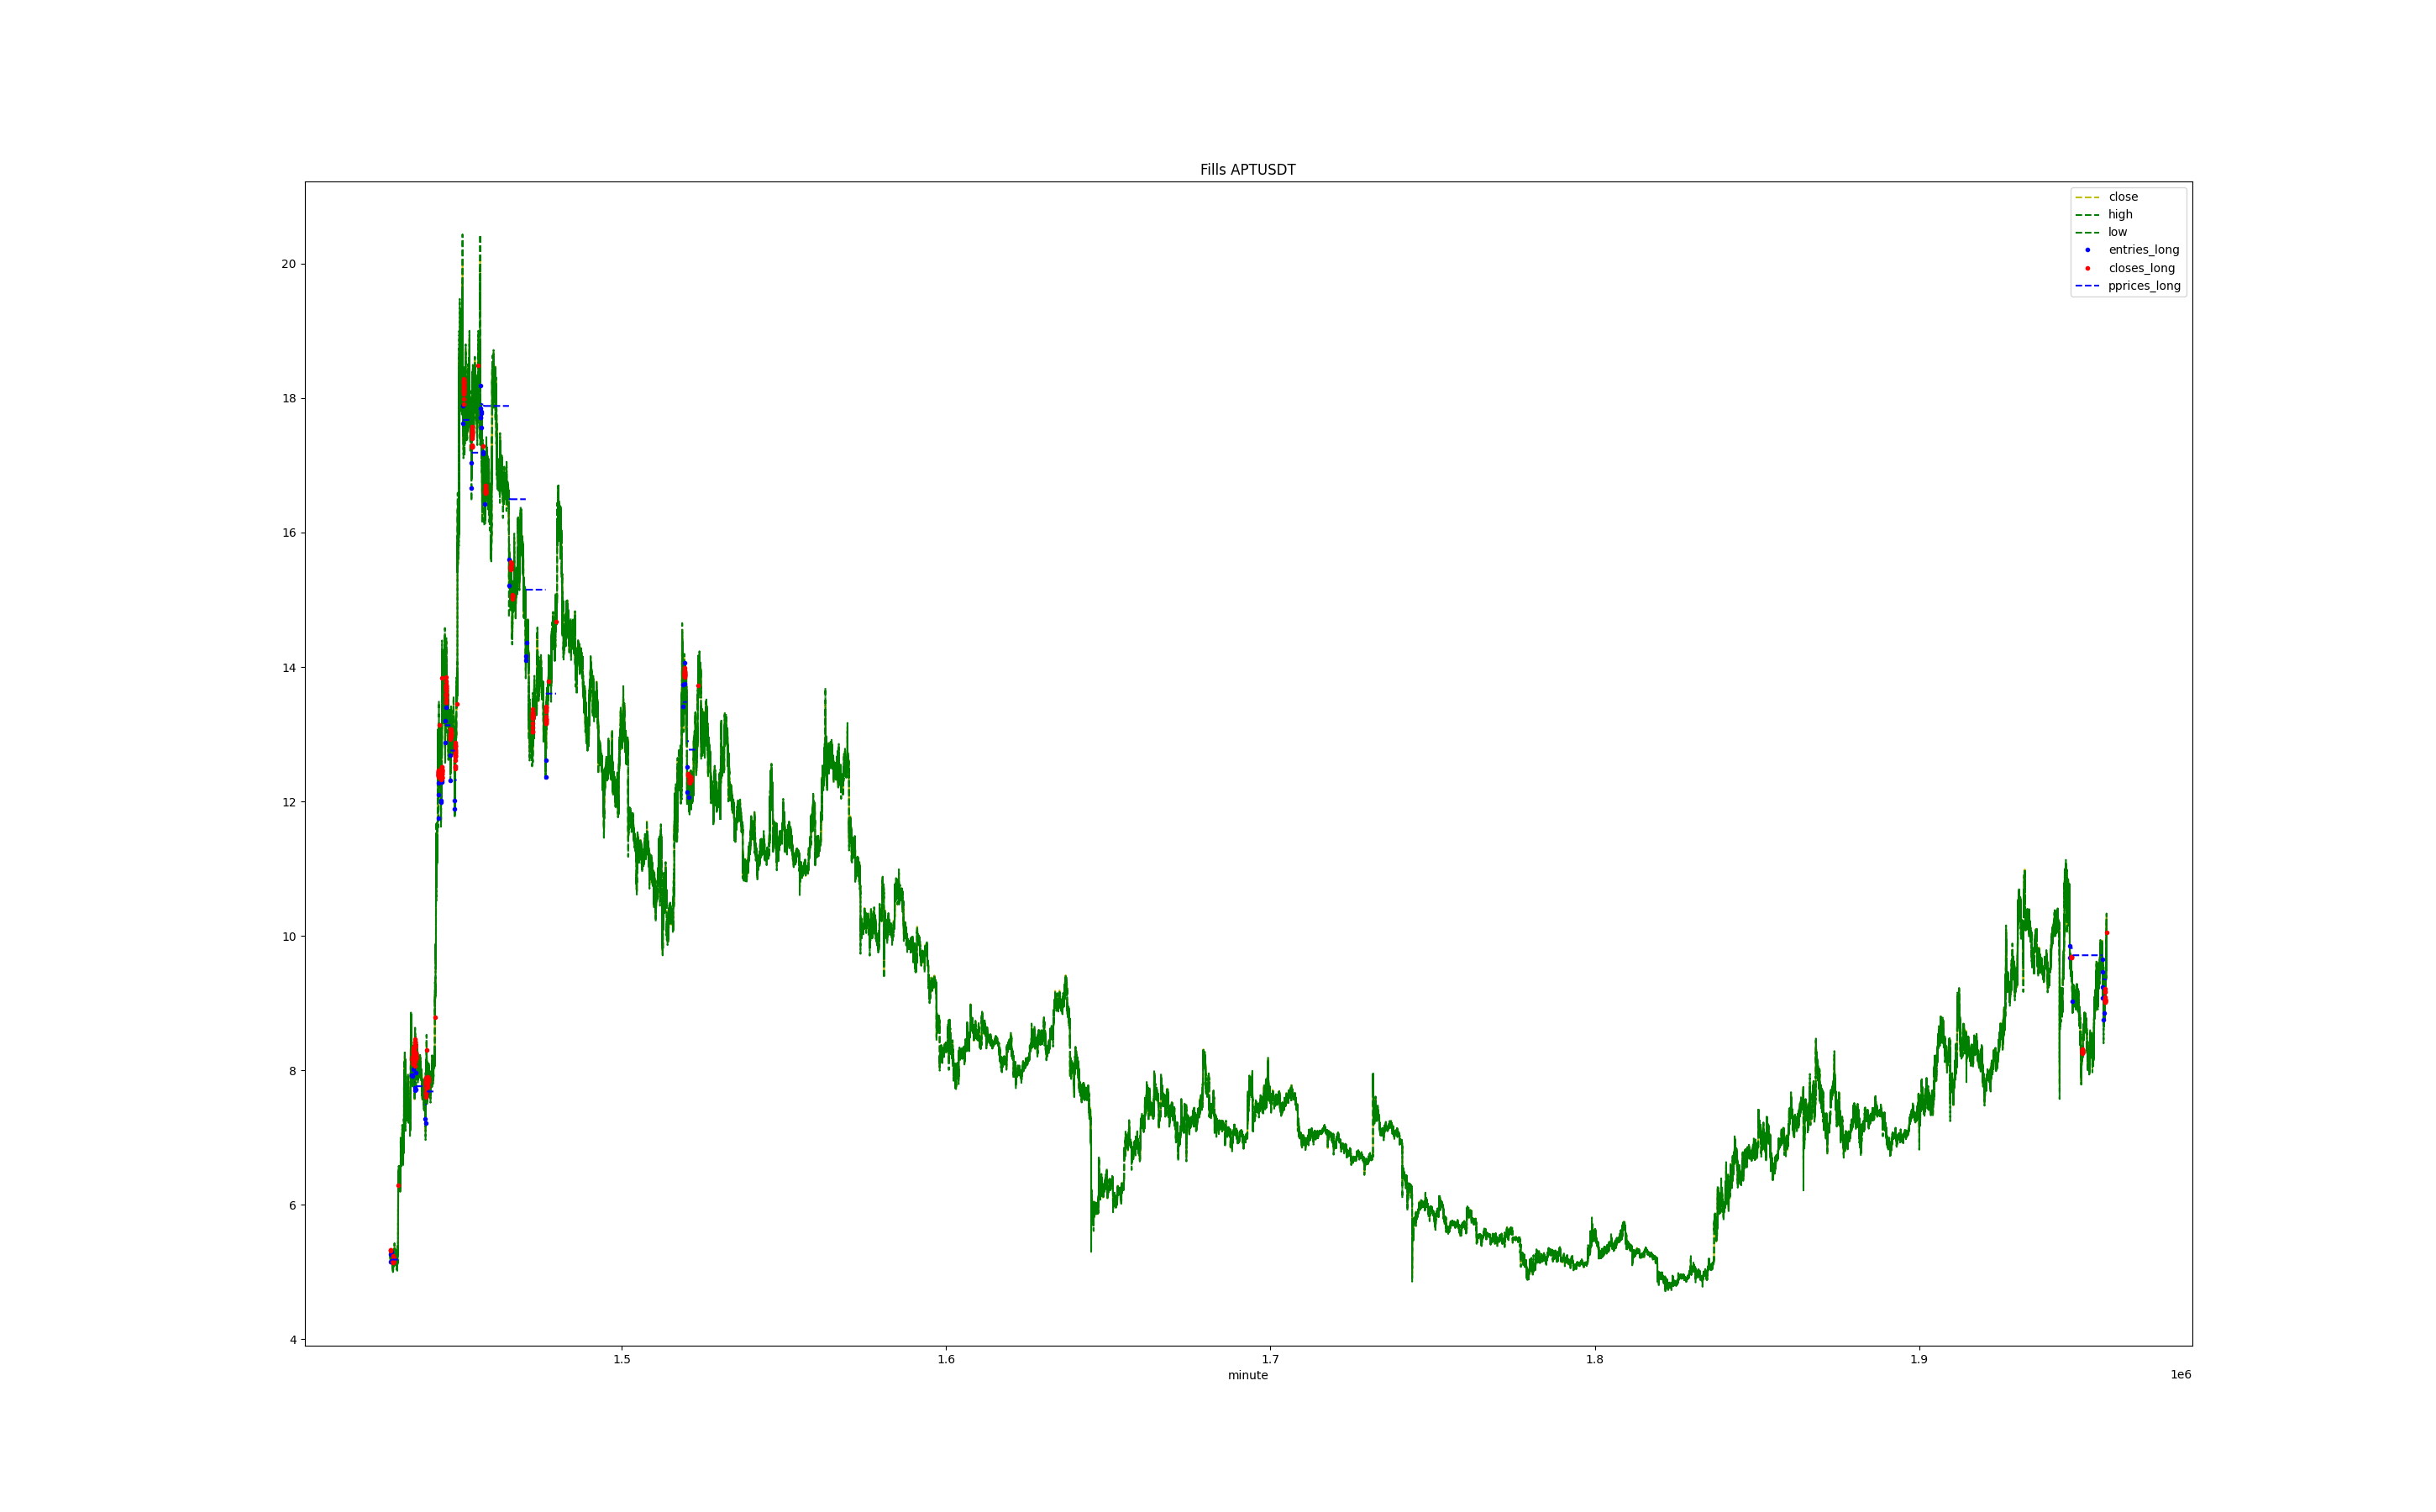 Fills APTUSDT
close
high
low
entries_long
closes_long
pprices_long
20
18
16
14
12
10
8
6
4
1.5 1.6 1.7 1.8 1.9
minute
1e6